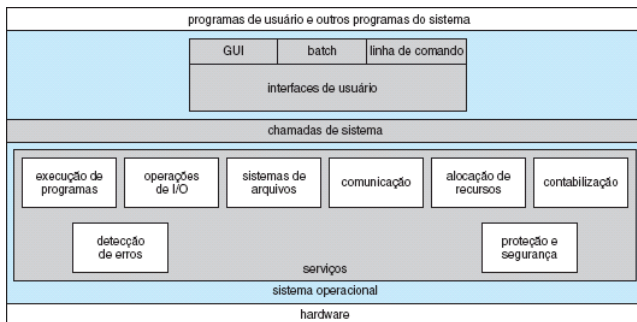 programas de usuário e outros programas do sistema
GUI
batch
linha de comando
interfaces de usuário
chamadas de sistema
execução de
programas
operações
de I/O
sistemas de
arquivos
comunicação
alocação de
recursos
contabilização
detecção
de erros
proteção e
segurança
serviços
sistema operacional
hardware